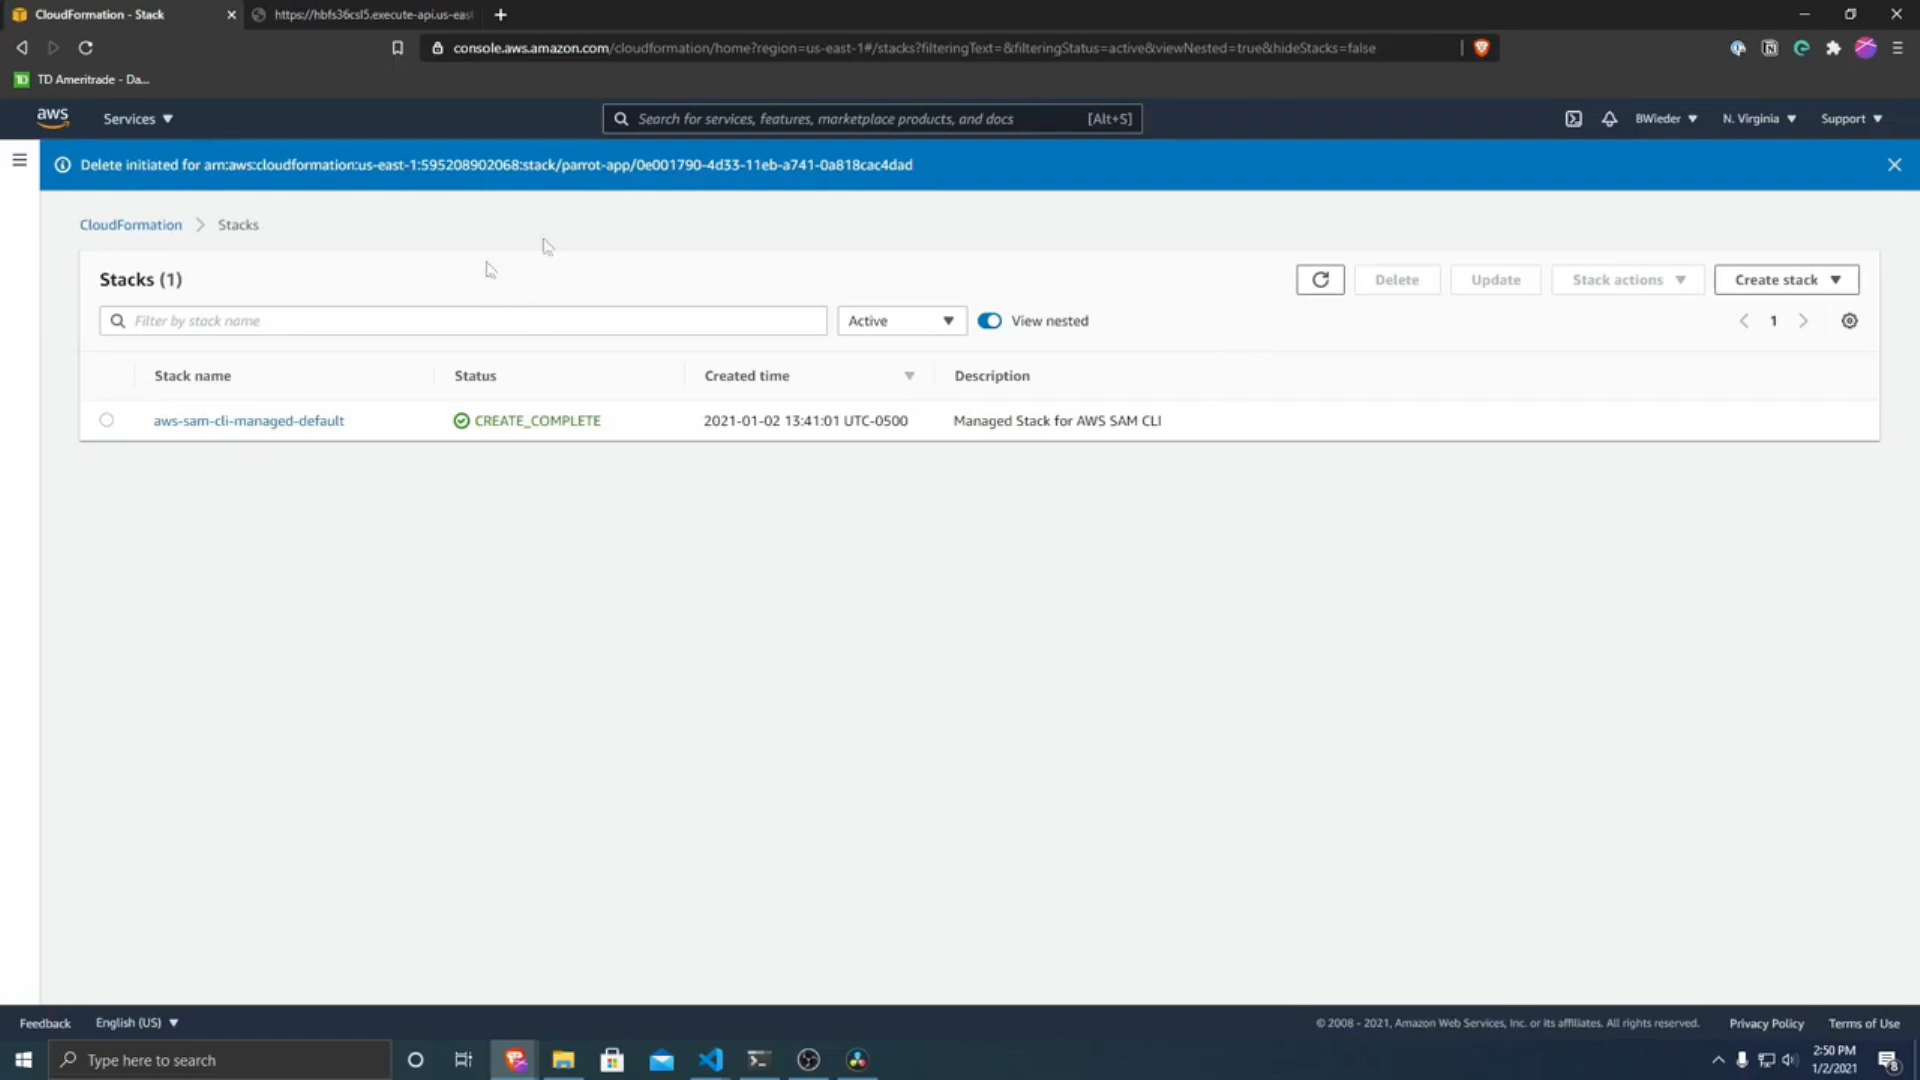 CloudFormation - Stack
https://hbfs36csl5.execute-api.us-eas
console.aws.amazon.com/cloudformation/home?region=us-east-1#/stacks?filteringText=&filteringStatus=active&viewNested=true&hideStacks=false
TD Ameritrade - Da...
aws
Services
Search for services, features, marketplace products, and docs
[Alt+S]
BWieder
N. Virginia
Support
Delete initiated for arn:aws:cloudformation:us-east-1:595208902068:stack/parrot-app/0e001790-4d33-11eb-a741-0a818cac4dad
CloudFormation
Stacks
Stacks (1)
Delete
Update
Stack actions
Create stack
Filter by stack name
Active
View nested
1
Stack name
Status
Created time
Description
aws-sam-cli-managed-default
CREATE_COMPLETE
2021-01-02 13:41:01 UTC-0500
Managed Stack for AWS SAM CLI
Feedback
English (US)
© 2008 - 2021, Amazon Web Services, Inc. or its affiliates. All rights reserved.
Privacy Policy
Terms of Use
Type here to search
2:50 PM
1/2/2021
8